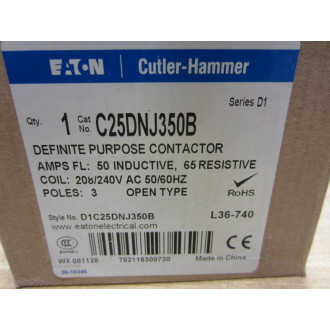 EATON Cutler-Hammer
Series D1
Qty. 1 Cat No. C25DNJ350B
DEFINITE PURPOSE CONTACTOR
AMPS FL: 50 INDUCTIVE, 65 RESISTIVE
COIL: 208/240V AC 50/60HZ
POLES: 3 OPEN TYPE
RoHS
Style No. D1C25DNJ350B L36-740
www.eatonelectrical.com
WX 081128 782116300730 Made in China